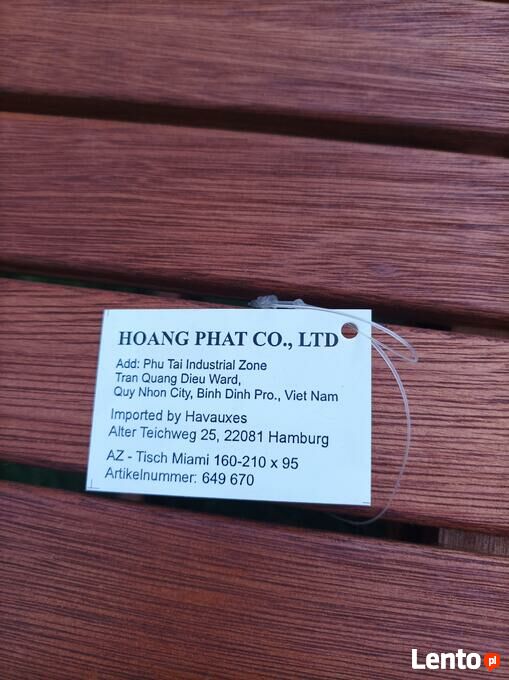 HOANG PHAT CO., LTD
Add: Phu Tai Industrial Zone
Tran Quang Dieu Ward,
Quy Nhon City, Binh Dinh Pro., Viet Nam
Imported by Havauxes
Alter Teichweg 25, 22081 Hamburg
AZ - Tisch Miami 160-210 x 95
Artikelnummer: 649 670
Lento.pl